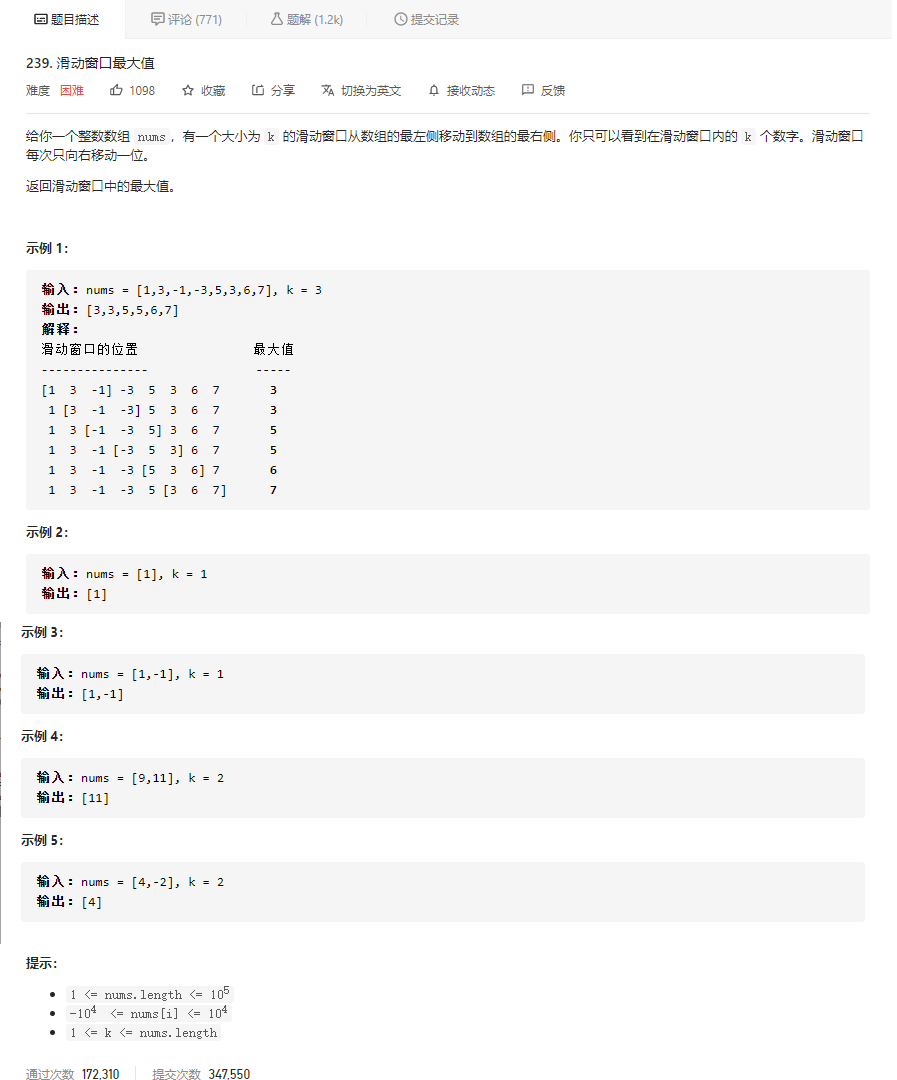 题目描述 评论 (771) 题解 (1.2k) 提交记录
239. 滑动窗口最大值
难度 困难 1098 收藏 分享 切换为英文 接收动态 反馈
给你一个整数数组 nums，有一个大小为 k 的滑动窗口从数组的最左侧移动到数组的最右侧。你只可以看到在滑动窗口内的 k 个数字。滑动窗口
每次只向右移动一位。
返回滑动窗口中的最大值。
示例 1：
输入：nums = [1,3,-1,-3,5,3,6,7], k = 3
输出：[3,3,5,5,6,7]
解释：
滑动窗口的位置 最大值
--------------- -----
[1 3 -1] -3 5 3 6 7 3
1 [3 -1 -3] 5 3 6 7 3
1 3 [-1 -3 5] 3 6 7 5
1 3 -1 [-3 5 3] 6 7 5
1 3 -1 -3 [5 3 6] 7 6
1 3 -1 -3 5 [3 6 7] 7
示例 2：
输入：nums = [1], k = 1
输出：[1]
示例 3：
输入：nums = [1,-1], k = 1
输出：[1,-1]
示例 4：
输入：nums = [9,11], k = 2
输出：[11]
示例 5：
输入：nums = [4,-2], k = 2
输出：[4]
提示：
• 1 <= nums.length <= 10⁵
• -10⁴ <= nums[i] <= 10⁴
• 1 <= k <= nums.length
通过次数 172,310 提交次数 347,550